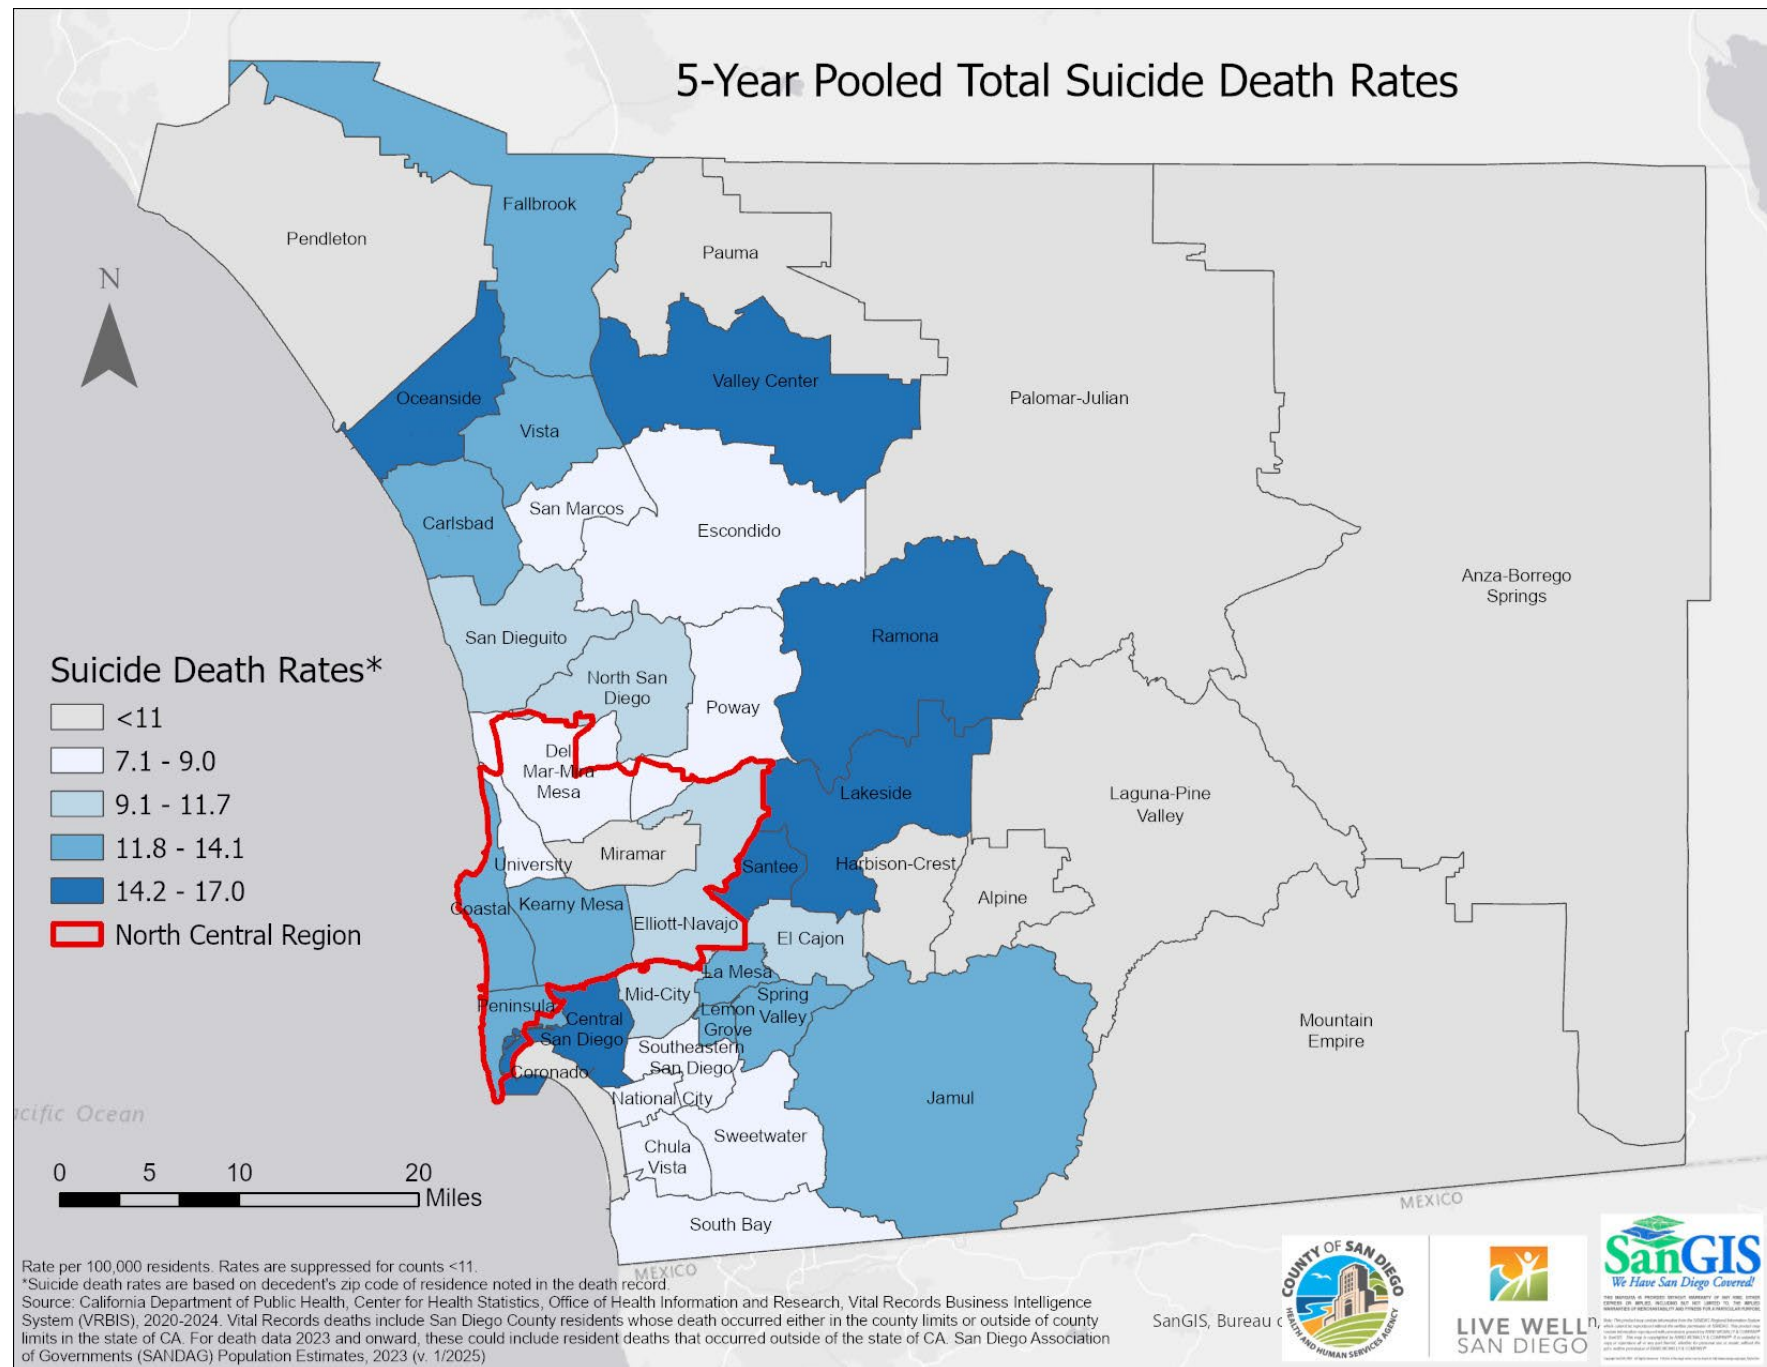 5-Year Pooled Total Suicide Death Rates
Fallbrook
Pendleton
Pauma
N
Valley Center
Oceanside
Palomar-Julian
Vista
San Marcos
Carlsbad
Escondido
Anza-Borrego
Springs
San Dieguito
Ramona
North San
Diego
Poway
Suicide Death Rates*
<11
7.1 - 9.0
9.1 - 11.7
11.8 - 14.1
14.2 - 17.0
North Central Region
Del
Mar-Mira
Mesa
Lakeside
Laguna-Pine
Valley
University
Miramar
Santee
Harbison-Crest
Alpine
Coastal
Kearny Mesa
Elliott-Navajo
El Cajon
La Mesa
Peninsula
Mid-City
Spring
Valley
Lemon
Grove
Central
San Diego
Southeastern
San Diego
Mountain
Empire
Coronado
National City
Jamul
Chula
Vista
Sweetwater
South Bay
acific Ocean
0 5 10 20
Miles
MEXICO
MEXICO
Rate per 100,000 residents. Rates are suppressed for counts <11.
*Suicide death rates are based on decedent's zip code of residence noted in the death record.
Source: California Department of Public Health, Center for Health Statistics, Office of Health Information and Research, Vital Records Business Intelligence
System (VRBIS), 2020-2024. Vital Records deaths include San Diego County residents whose death occurred either in the county limits or outside of county
limits in the state of CA. For death data 2023 and onward, these could include resident deaths that occurred outside of the state of CA. San Diego Association
of Governments (SANDAG) Population Estimates, 2023 (v. 1/2025)
SanGIS, Bureau
COUNTY OF SAN DIEGO
HEALTH AND HUMAN SERVICES AGENCY
LIVE WELL
SAN DIEGO
SanGIS
We Have San Diego Covered!